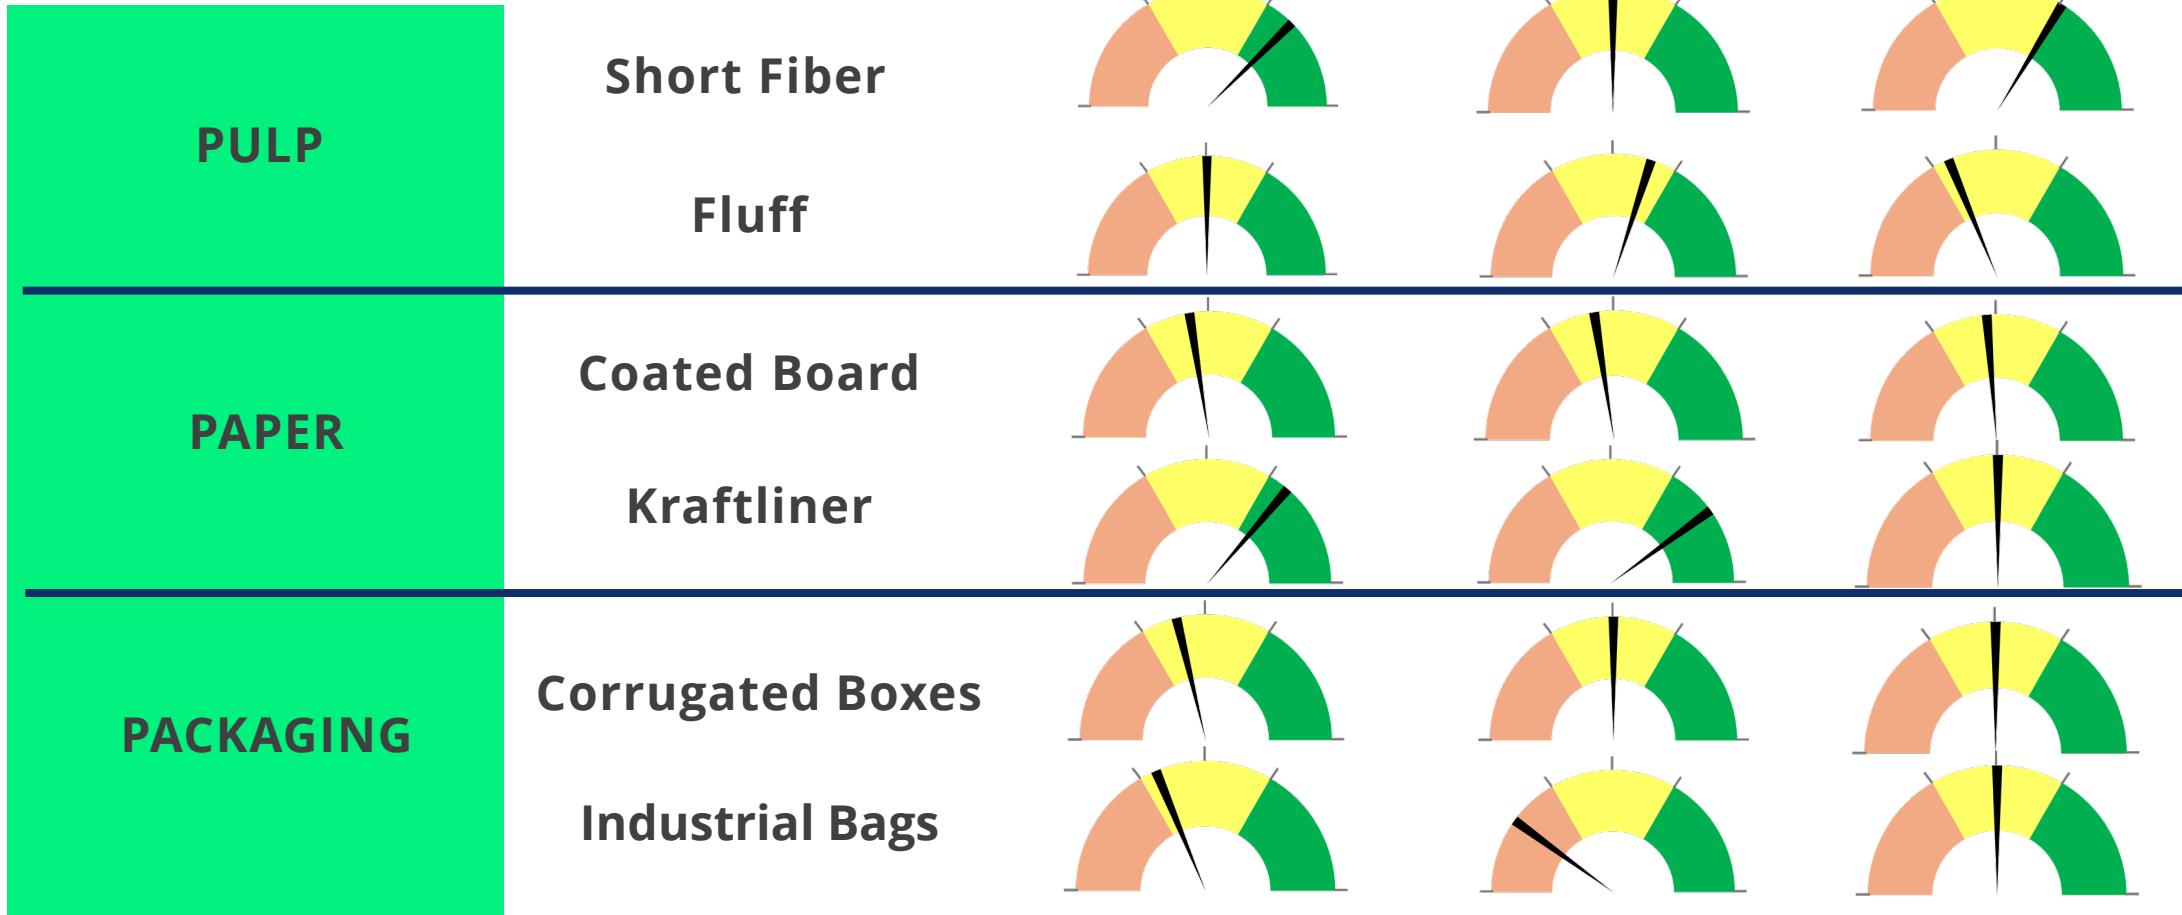 PULP
Short Fiber
Fluff
PAPER
Coated Board
Kraftliner
PACKAGING
Corrugated Boxes
Industrial Bags